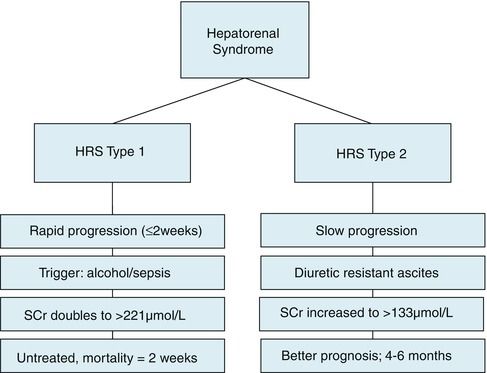 Hepatorenal
Syndrome
HRS Type 1
Rapid progression (≤2weeks)
Trigger: alcohol/sepsis
SCr doubles to >221μmol/L
Untreated, mortality = 2 weeks
HRS Type 2
Slow progression
Diuretic resistant ascites
SCr increased to >133μmol/L
Better prognosis; 4-6 months